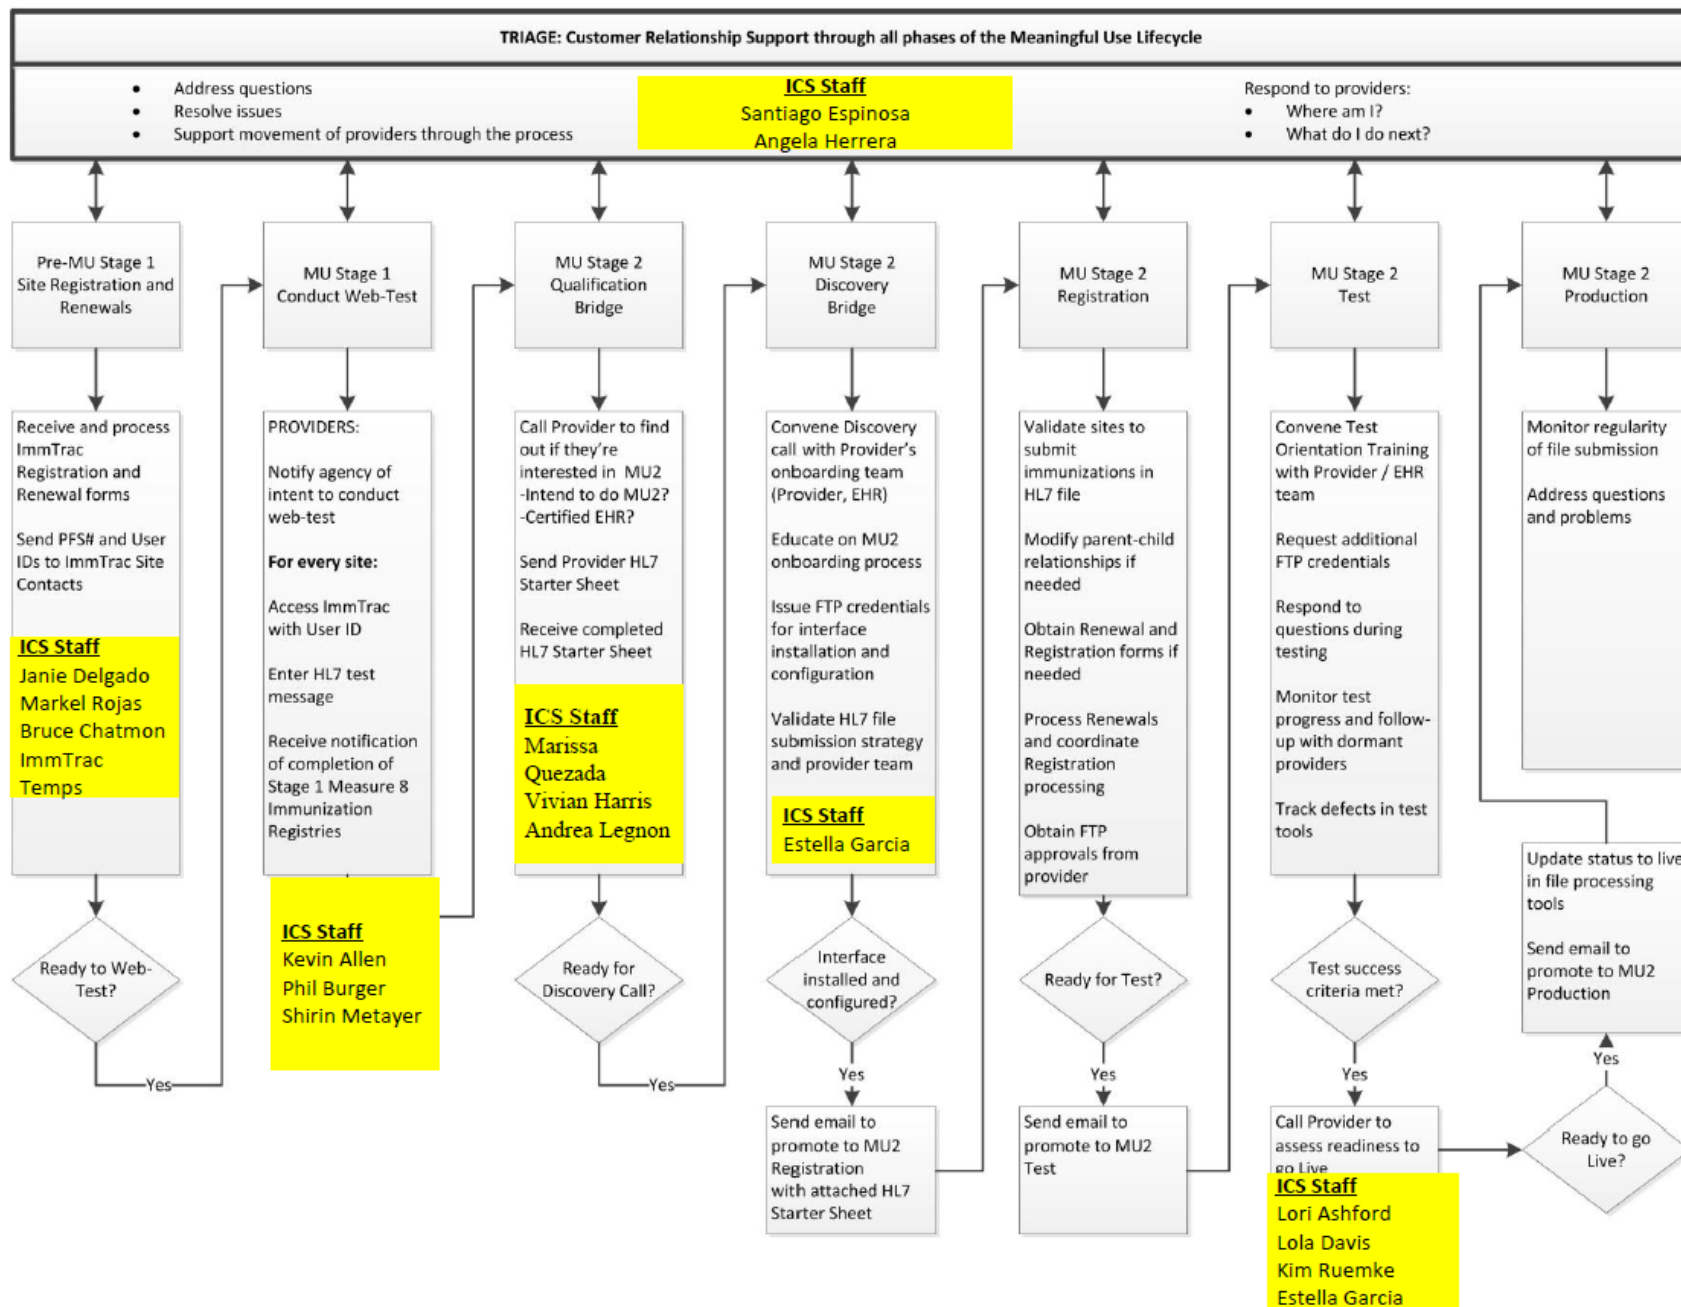 TRIAGE: Customer Relationship Support through all phases of the Meaningful Use Lifecycle
• Address questions
• Resolve issues
• Support movement of providers through the process
ICS Staff
Santiago Espinosa
Angela Herrera
Respond to providers:
• Where am I?
• What do I do next?
Pre-MU Stage 1
Site Registration and
Renewals
MU Stage 1
Conduct Web-Test
MU Stage 2
Qualification
Bridge
MU Stage 2
Discovery
Bridge
MU Stage 2
Registration
MU Stage 2
Test
MU Stage 2
Production
Receive and process
ImmTrac
Registration and
Renewal forms
Send PFS# and User
IDs to ImmTrac Site
Contacts
ICS Staff
Janie Delgado
Markel Rojas
Bruce Chatmon
ImmTrac
Temps
Ready to Web-
Test?
Yes
PROVIDERS:
Notify agency of
intent to conduct
web-test
For every site:
Access ImmTrac
with User ID
Enter HL7 test
message
Receive notification
of completion of
Stage 1 Measure 8
Immunization
Registries
ICS Staff
Kevin Allen
Phil Burger
Shirin Metayer
Call Provider to find
out if they're
interested in MU2
-Intend to do MU2?
-Certified EHR?
Send Provider HL7
Starter Sheet
Receive completed
HL7 Starter Sheet
ICS Staff
Marissa
Quezada
Vivian Harris
Andrea Legnon
Ready for
Discovery Call?
Yes
Convene Discovery
call with Provider's
onboarding team
(Provider, EHR)
Educate on MU2
onboarding process
Issue FTP credentials
for interface
installation and
configuration
Validate HL7 file
submission strategy
and provider team
ICS Staff
Estella Garcia
Interface
installed and
configured?
Yes
Send email to
promote to MU2
Registration
with attached HL7
Starter Sheet
Validate sites to
submit
immunizations in
HL7 file
Modify parent-child
relationships if
needed
Obtain Renewal and
Registration forms if
needed
Process Renewals
and coordinate
Registration
processing
Obtain FTP
approvals from
provider
Ready for Test?
Yes
Send email to
promote to MU2
Test
Convene Test
Orientation Training
with Provider / EHR
team
Request additional
FTP credentials
Respond to
questions during
testing
Monitor test
progress and follow-
up with dormant
providers
Track defects in test
tools
Test success
criteria met?
Yes
Call Provider to
assess readiness to
go Live
ICS Staff
Lori Ashford
Lola Davis
Kim Ruemke
Estella Garcia
Monitor regularity
of file submission
Address questions
and problems
Update status to live
in file processing
tools
Send email to
promote to MU2
Production
Yes
Ready to go
Live?